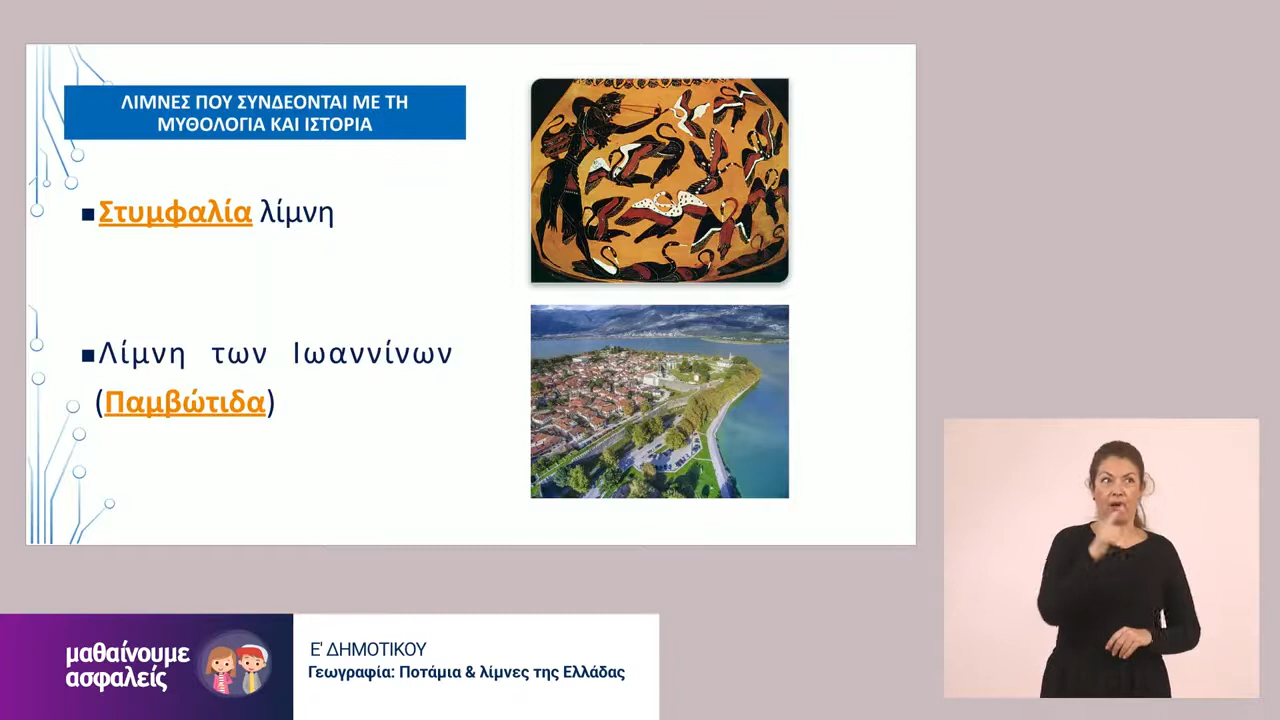 ΛΙΜΝΕΣ ΠΟΥ ΣΥΝΔΕΟΝΤΑΙ ΜΕ ΤΗ
ΜΥΘΟΛΟΓΙΑ ΚΑΙ ΙΣΤΟΡΙΑ
▪Στυμφαλία λίμνη
▪Λίμνη των Ιωαννίνων
(Παμβώτιδα)
μαθαίνουμε
ασφαλείς
Ε' ΔΗΜΟΤΙΚΟΥ
Γεωγραφία: Ποτάμια & λίμνες της Ελλάδας